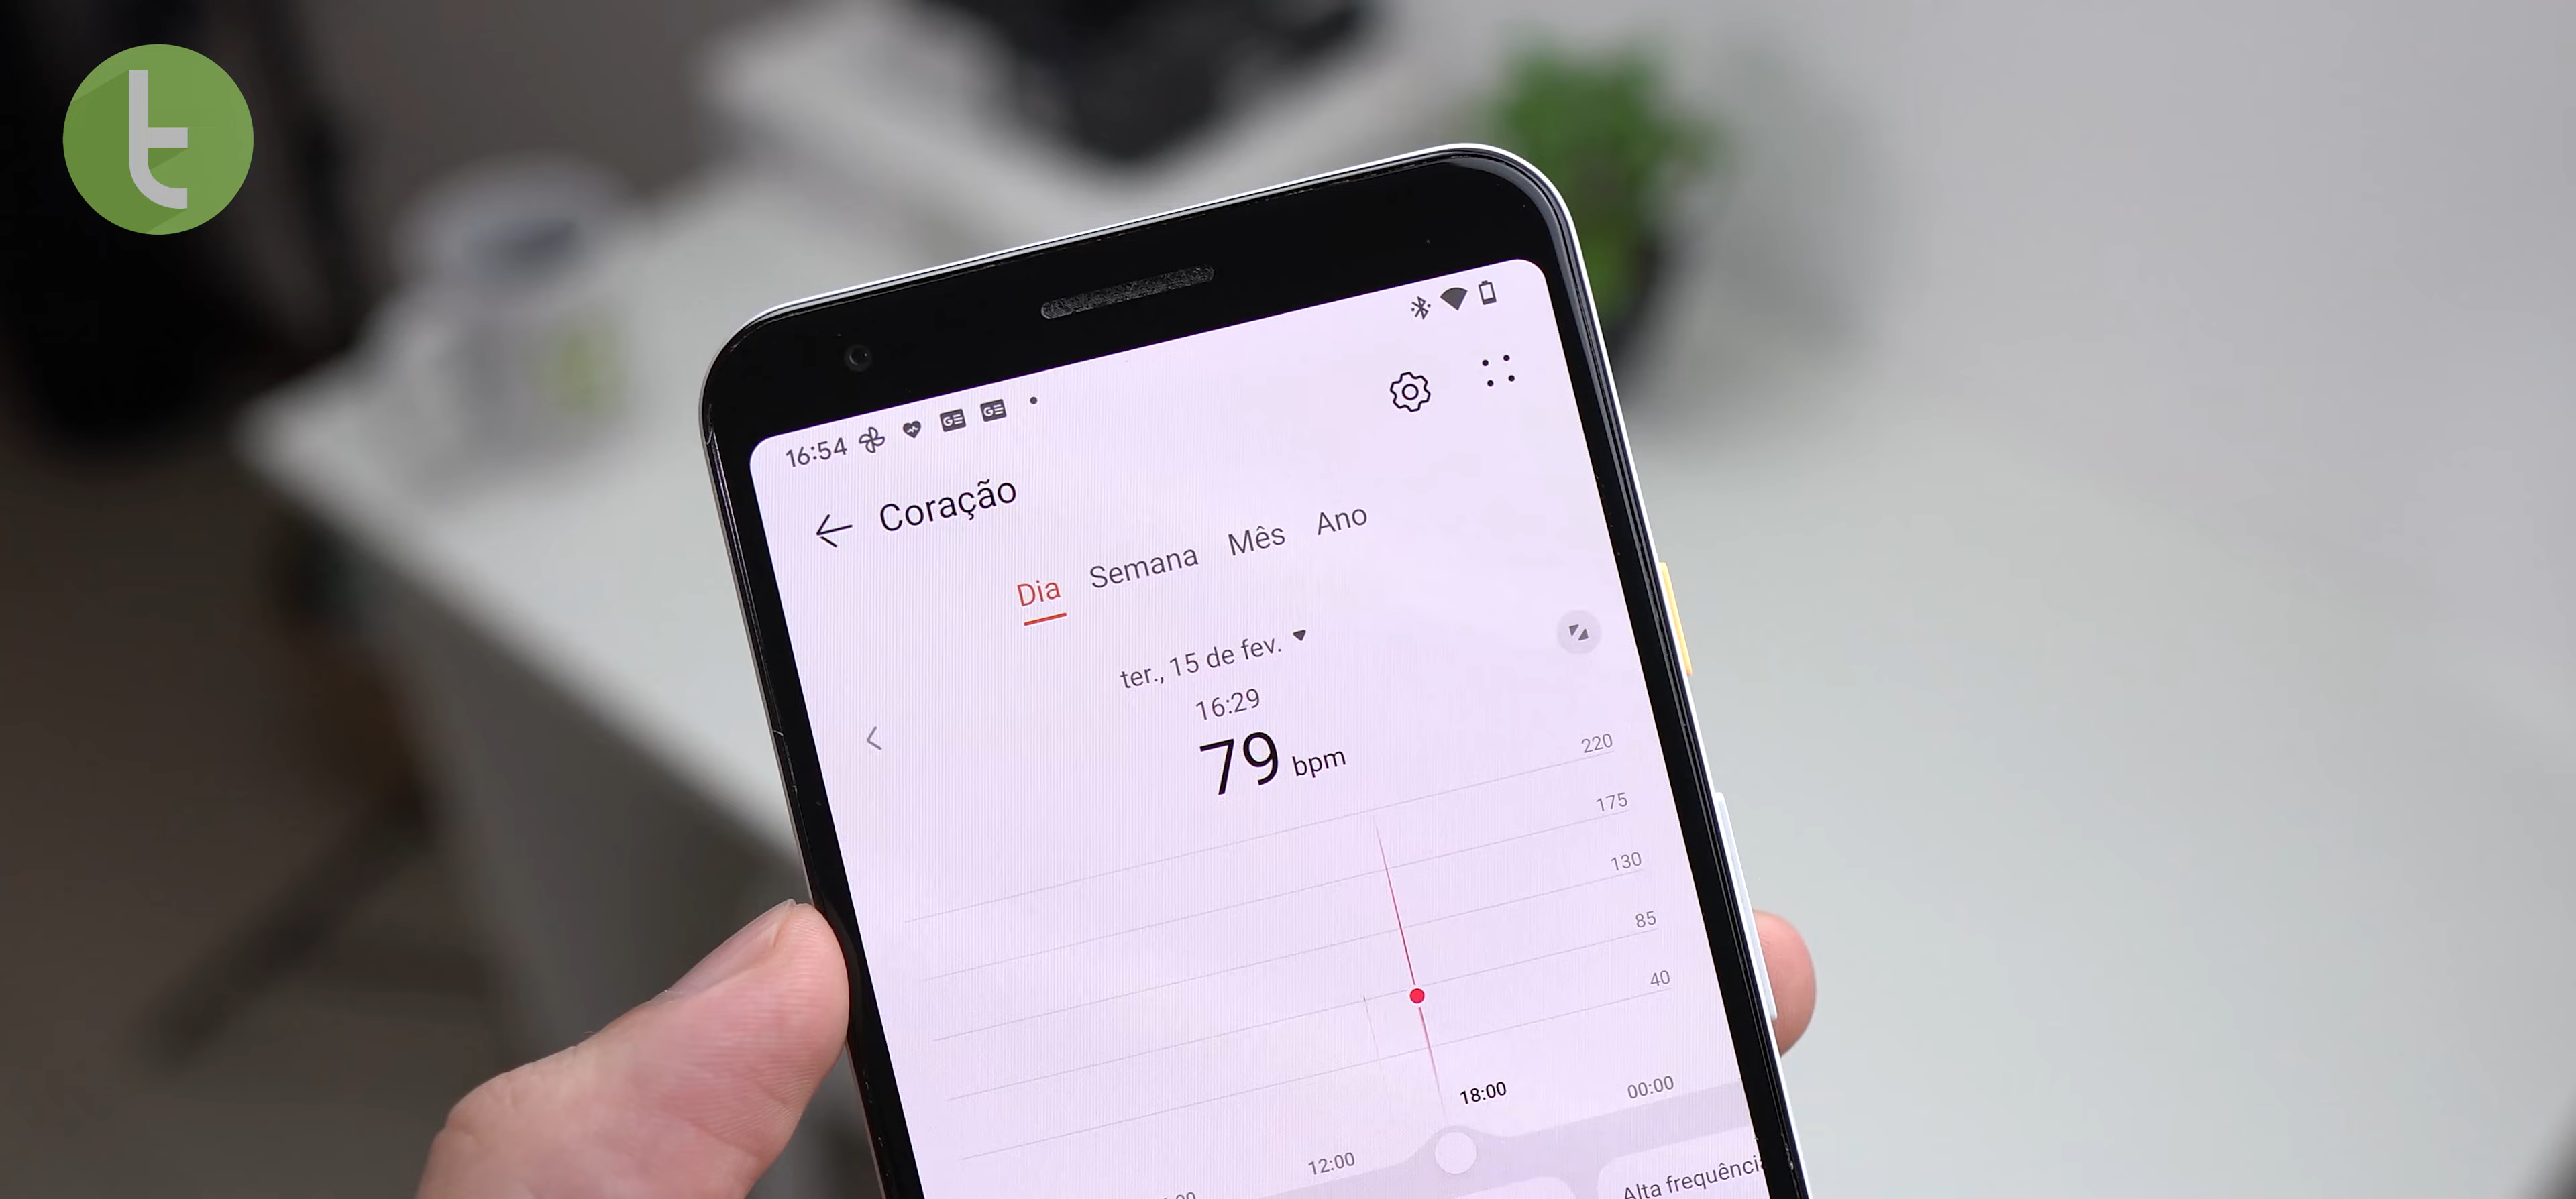 t
16:54
Coração
Dia Semana Mês Ano
ter., 15 de fev.
16:29
79 bpm
220
175
130
85
40
12:00 18:00 00:00
Alta